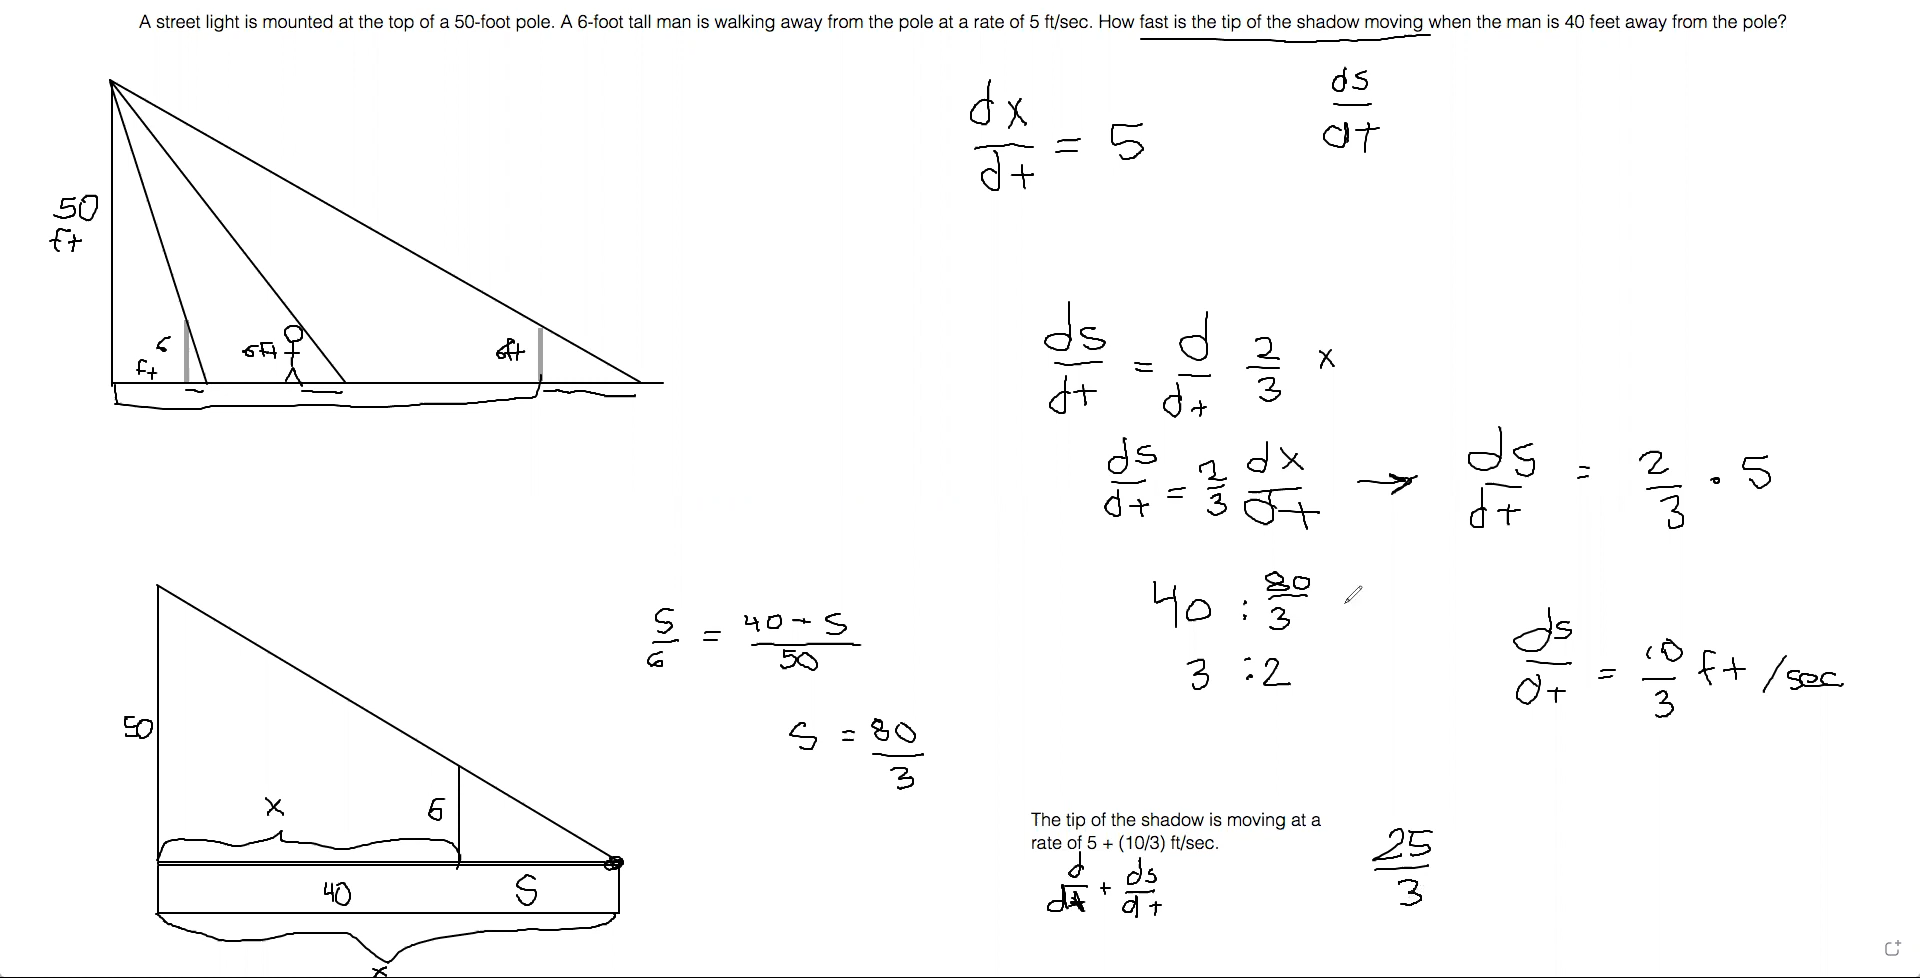 A street light is mounted at the top of a 50-foot pole. A 6-foot tall man is walking away from the pole at a rate of 5 ft/sec. How fast is the tip of the shadow moving when the man is 40 feet away from the pole?
dx/dt = 5
ds/dt
50
ft
6
ft
6ft
6ft
ds/dt = d/dt 2/3 x
ds/dt = 2/3 dx/dt → ds/dt = 2/3 · 5
40 : 80/3
3 : 2
ds/dt = 10/3 ft/sec
s/6 = 40+s/50
s = 80/3
50
x
6
40
s
x
The tip of the shadow is moving at a
rate of 5 + (10/3) ft/sec.
+ ds/dt
25/3